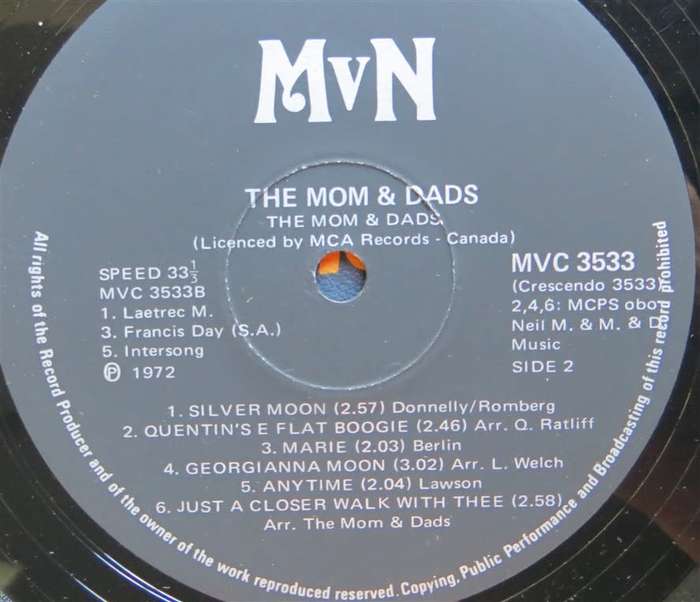 MvN
THE MOM & DADS
THE MOM & DADS
(Licenced by MCA Records - Canada)
SPEED 33⅓
MVC 3533B
1. Laetrec M.
3. Francis Day (S.A.)
5. Intersong
℗ 1972
MVC 3533
(Crescendo 3533)
2,4,6: MCPS obo
Neil M. & M. & D.
Music
SIDE 2
1. SILVER MOON (2.57) Donnelly/Romberg
2. QUENTIN'S E FLAT BOOGIE (2.46) Arr. Q. Ratliff
3. MARIE (2.03) Berlin
4. GEORGIANNA MOON (3.02) Arr. L. Welch
5. ANYTIME (2.04) Lawson
6. JUST A CLOSER WALK WITH THEE (2.58)
Arr. The Mom & Dads
All rights of the Record Producer and of the owner of the work reproduced reserved. Copying, Public Performance and Broadcasting of this record prohibited